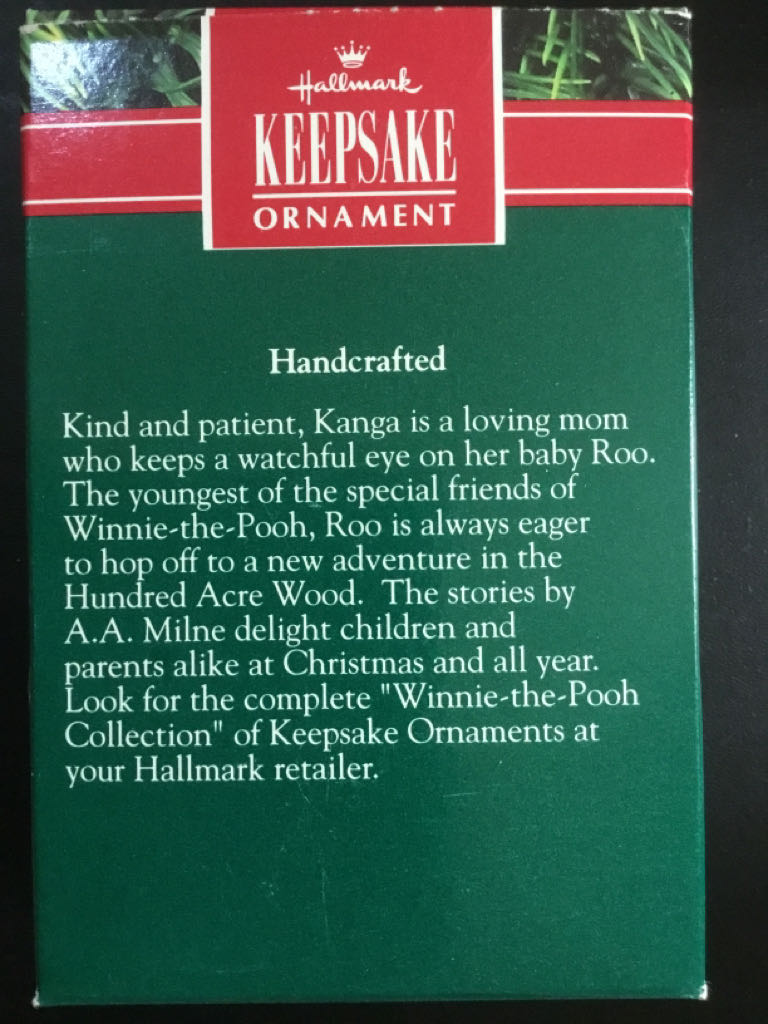 Hallmark
KEEPSAKE
ORNAMENT
Handcrafted
Kind and patient, Kanga is a loving mom
who keeps a watchful eye on her baby Roo.
The youngest of the special friends of
Winnie-the-Pooh, Roo is always eager
to hop off to a new adventure in the
Hundred Acre Wood. The stories by
A.A. Milne delight children and
parents alike at Christmas and all year.
Look for the complete "Winnie-the-Pooh
Collection" of Keepsake Ornaments at
your Hallmark retailer.